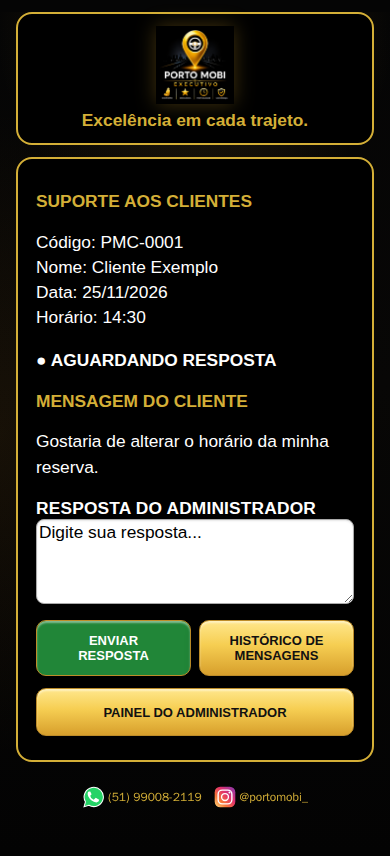 PORTO MOBI
EXECUTIVO
Excelência em cada trajeto.
SUPORTE AOS CLIENTES
Código: PMC-0001
Nome: Cliente Exemplo
Data: 25/11/2026
Horário: 14:30
● AGUARDANDO RESPOSTA
MENSAGEM DO CLIENTE
Gostaria de alterar o horário da minha
reserva.
RESPOSTA DO ADMINISTRADOR
Digite sua resposta...
ENVIAR
RESPOSTA
HISTÓRICO DE
MENSAGENS
PAINEL DO ADMINISTRADOR
(51) 99008-2119 @portomobi_